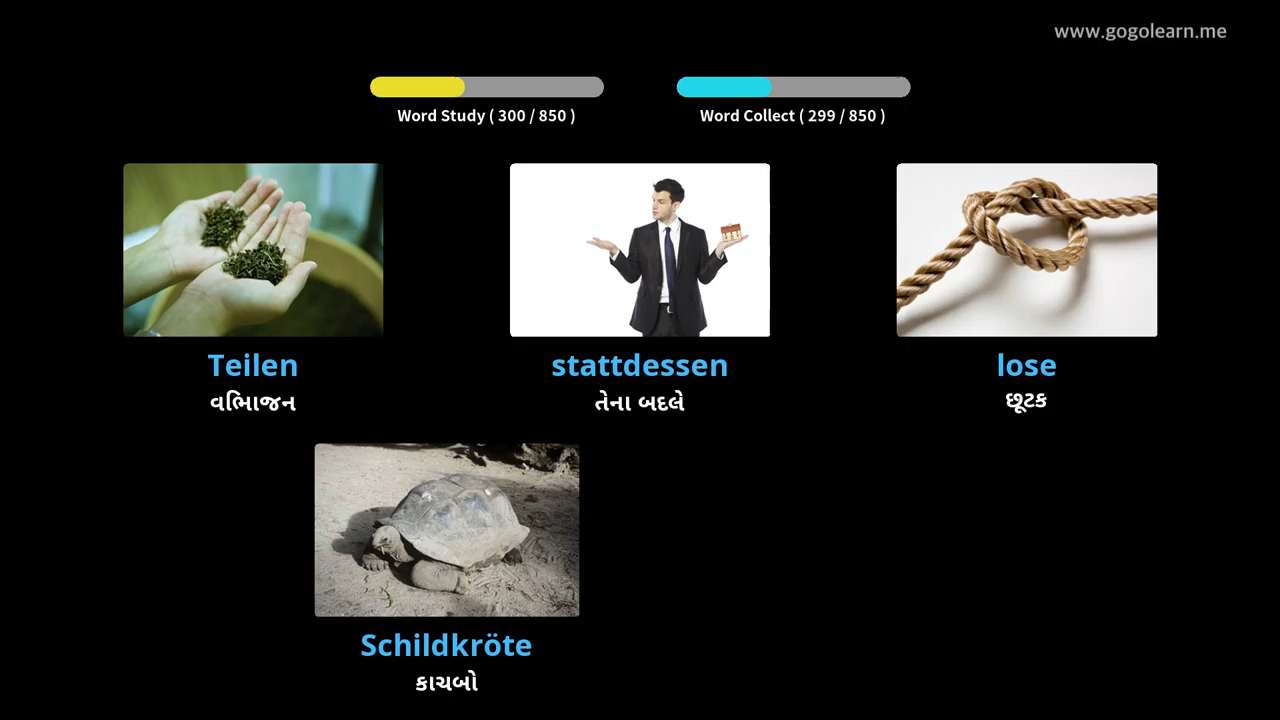 www.gogolearn.me
Word Study ( 300 / 850 )
Word Collect ( 299 / 850 )
Teilen
વિભાજન
stattdessen
તેના બદલે
lose
છૂટક
Schildkröte
કાચબો